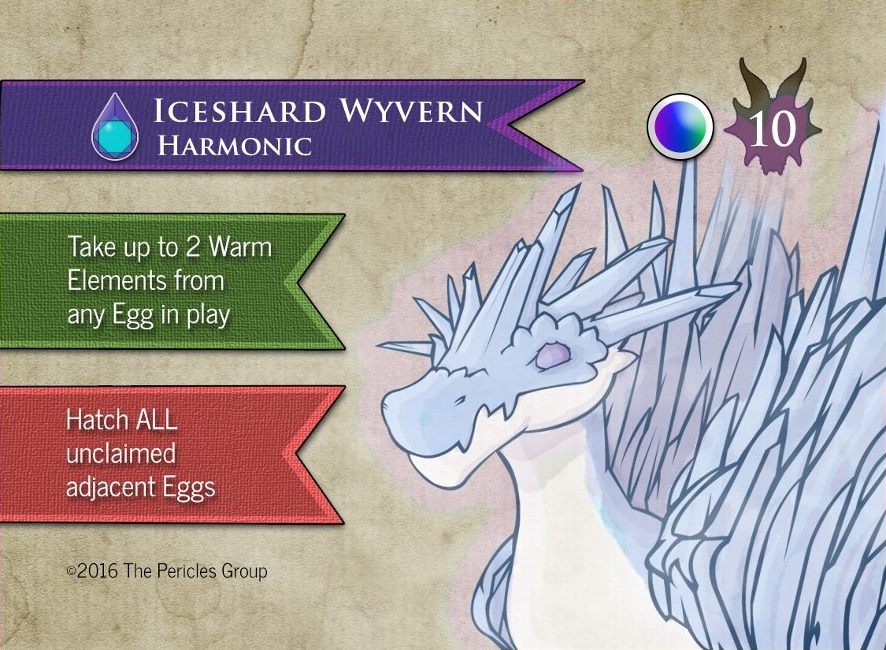 Iceshard Wyvern
Harmonic
10
Take up to 2 Warm
Elements from
any Egg in play
Hatch ALL
unclaimed
adjacent Eggs
©2016 The Pericles Group